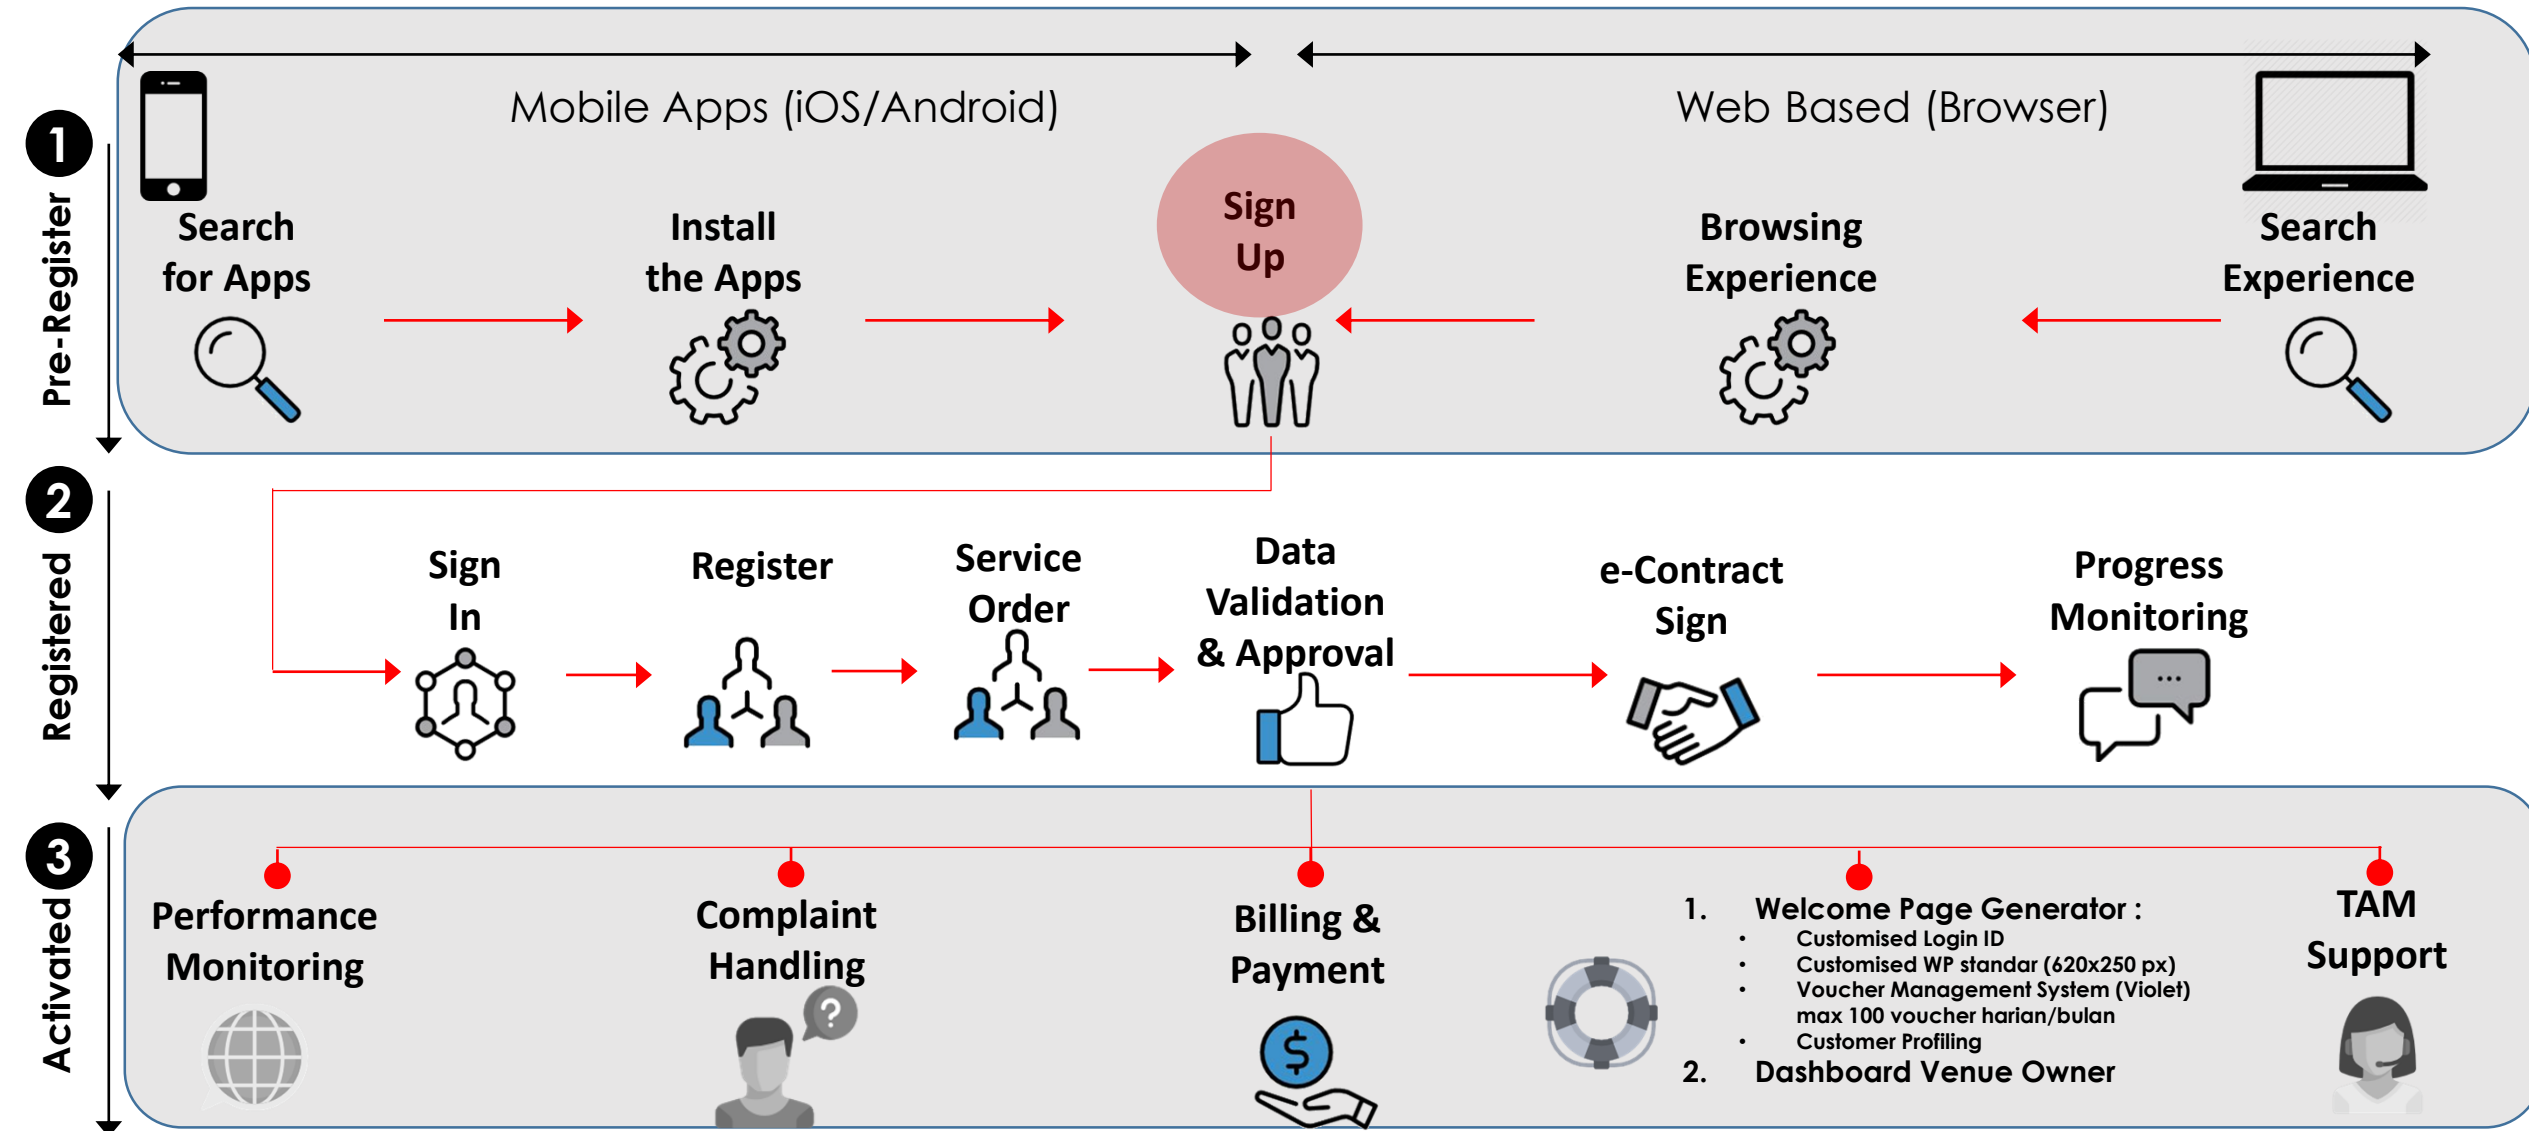 Mobile Apps (iOS/Android)
Web Based (Browser)
1
Pre-Register
Search
for Apps
Install
the Apps
Sign
Up
Browsing
Experience
Search
Experience
2
Registered
Sign
In
Register
Service
Order
Data
Validation
& Approval
e-Contract
Sign
Progress
Monitoring
...
3
Activated
Performance
Monitoring
Complaint
Handling
?
Billing &
Payment
$
1. Welcome Page Generator :
• Customised Login ID
• Customised WP standar (620x250 px)
• Voucher Management System (Violet)
max 100 voucher harian/bulan
• Customer Profiling
2. Dashboard Venue Owner
TAM
Support